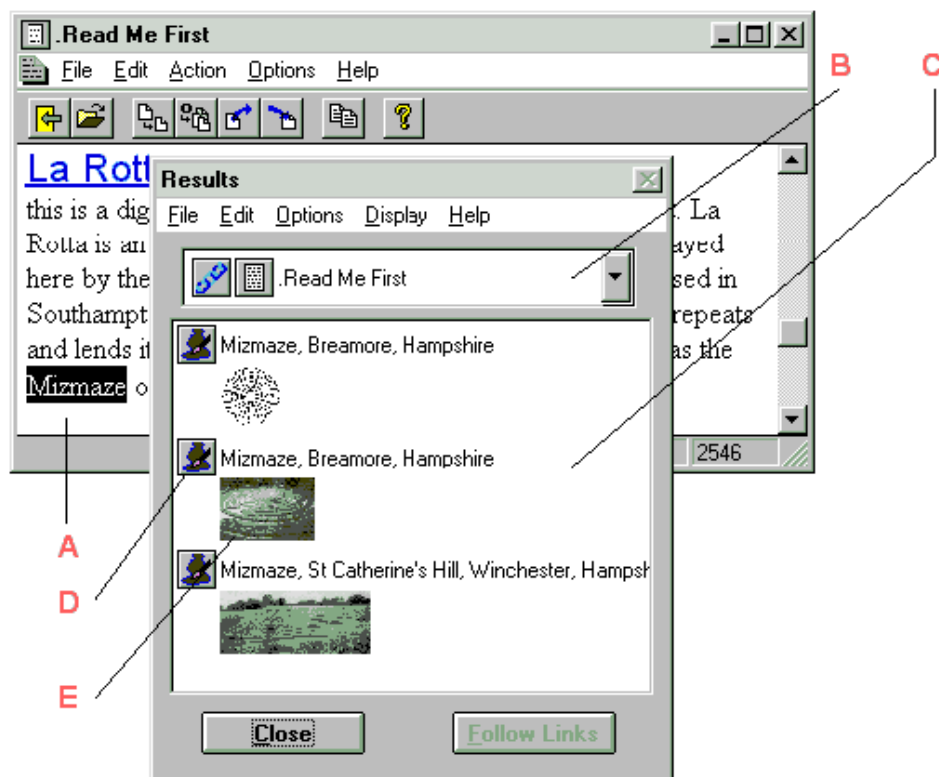 .Read Me First
File Edit Action Options Help
B
C
La Rott
this is a dig . La
Rotta is an ayed
here by the sed in
Southampt repeats
and lends it as the
Mizmaze o
2546
Results
File Edit Options Display Help
.Read Me First
Mizmaze, Breamore, Hampshire
Mizmaze, Breamore, Hampshire
Mizmaze, St Catherine's Hill, Winchester, Hampsh
Close Follow Links
A
D
E